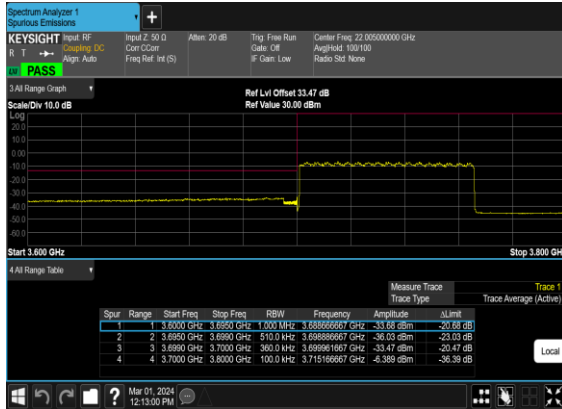 Spectrum Analyzer 1
Spurious Emissions
+
KEYSIGHT Input: RF
R T Coupling: DC
Align: Auto
LXI PASS
Input Z: 50 Ω
Corr CCorr
Freq Ref: Int (S)
Atten: 20 dB
Trig: Free Run
Gate: Off
IF Gain: Low
Center Freq: 22.005000000 GHz
Avg|Hold: 100/100
Radio Std: None
3 All Range Graph
Scale/Div 10.0 dB
Ref Lvl Offset 33.47 dB
Ref Value 30.00 dBm
Log
20.0
10.0
0.00
-10.0
-20.0
-30.0
-40.0
-50.0
-60.0
Start 3.600 GHz
Stop 3.800 GH
4 All Range Table
Measure Trace Trace 1
Trace Type Trace Average (Active)
Spur Range Start Freq Stop Freq RBW Frequency Amplitude ΔLimit
1 1 3.6000 GHz 3.6950 GHz 1.000 MHz 3.688666667 GHz -33.68 dBm -20.68 dB
2 2 3.6950 GHz 3.6990 GHz 510.0 kHz 3.698886667 GHz -36.03 dBm -23.03 dB
3 3 3.6990 GHz 3.7000 GHz 360.0 kHz 3.699961667 GHz -33.47 dBm -20.47 dB
4 4 3.7000 GHz 3.8000 GHz 100.0 kHz 3.715166667 GHz -6.389 dBm -36.39 dB
Local
?
Mar 01, 2024
12:13:00 PM